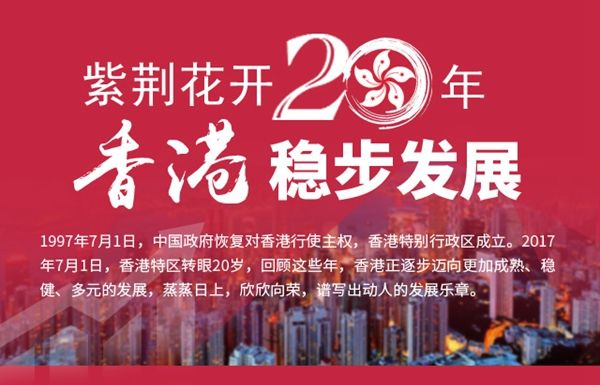 紫荆花开20年
香港 稳步发展
1997年7月1日，中国政府恢复对香港行使主权，香港特别行政区成立。2017
年7月1日，香港特区转眼20岁，回顾这些年，香港正逐步迈向更加成熟、稳
健、多元的发展，蒸蒸日上，欣欣向荣，谱写出动人的发展乐章。